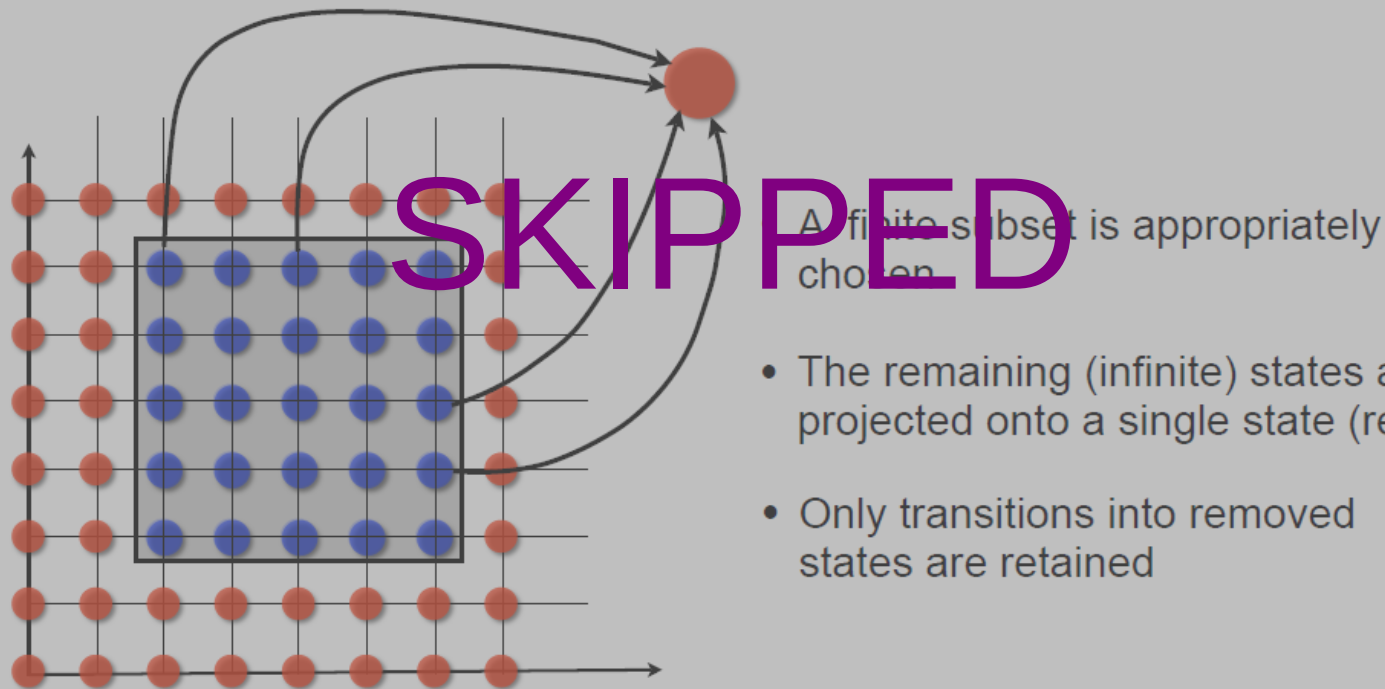 SKIPPED
A finite subset is appropriately
chosen
• The remaining (infinite) states
projected onto a single state
• Only transitions into removed
states are retained